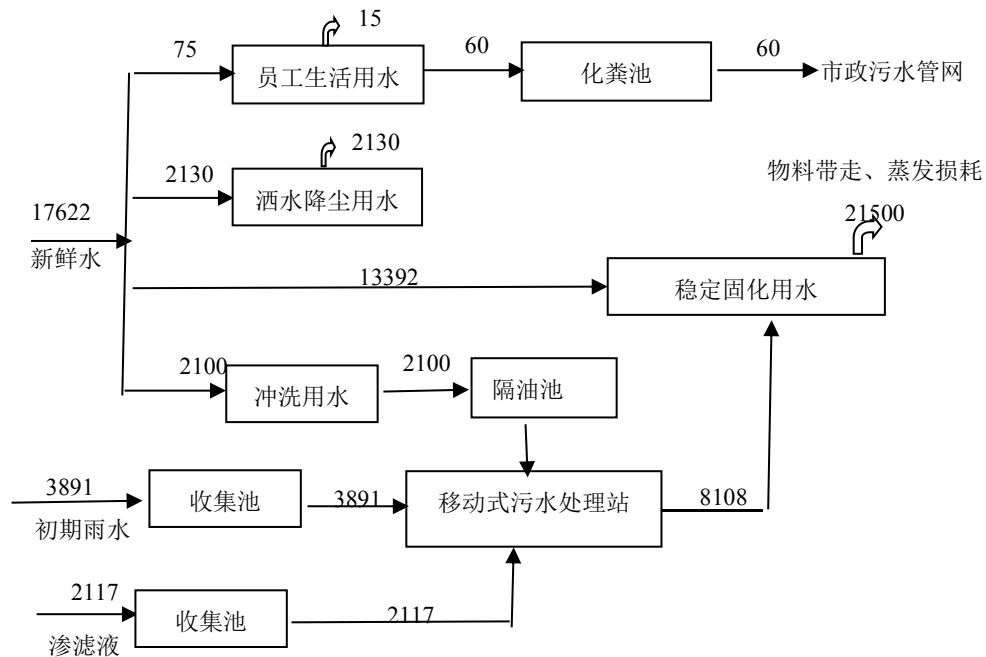 15
75
员工生活用水
60
化粪池
60
市政污水管网
2130
2130
洒水降尘用水
物料带走、蒸发损耗
21500
17622
新鲜水
13392
稳定固化用水
2100
冲洗用水
2100
隔油池
3891
初期雨水
收集池
3891
移动式污水处理站
8108
2117
渗滤液
收集池
2117